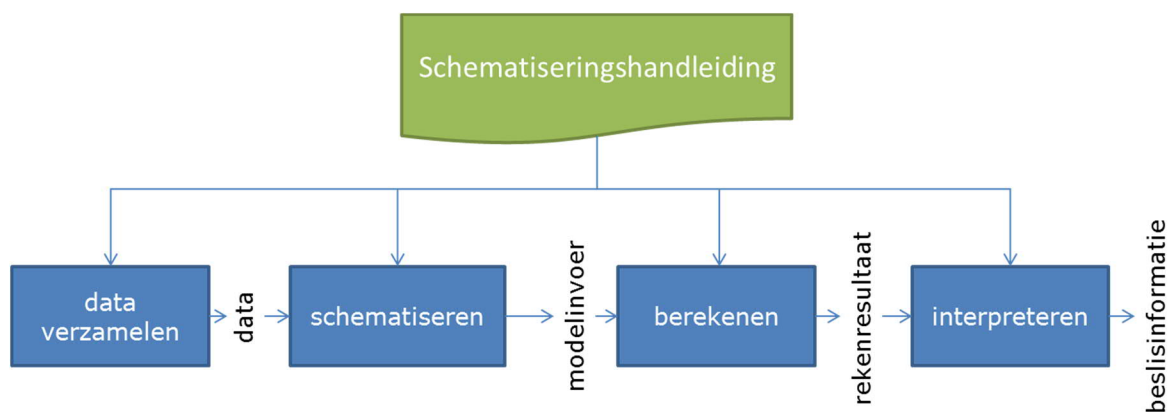 Schematiseringshandleiding
data
verzamelen
data
schematiseren
modelinvoer
berekenen
rekenresultaat
interpreteren
beslisinformatie